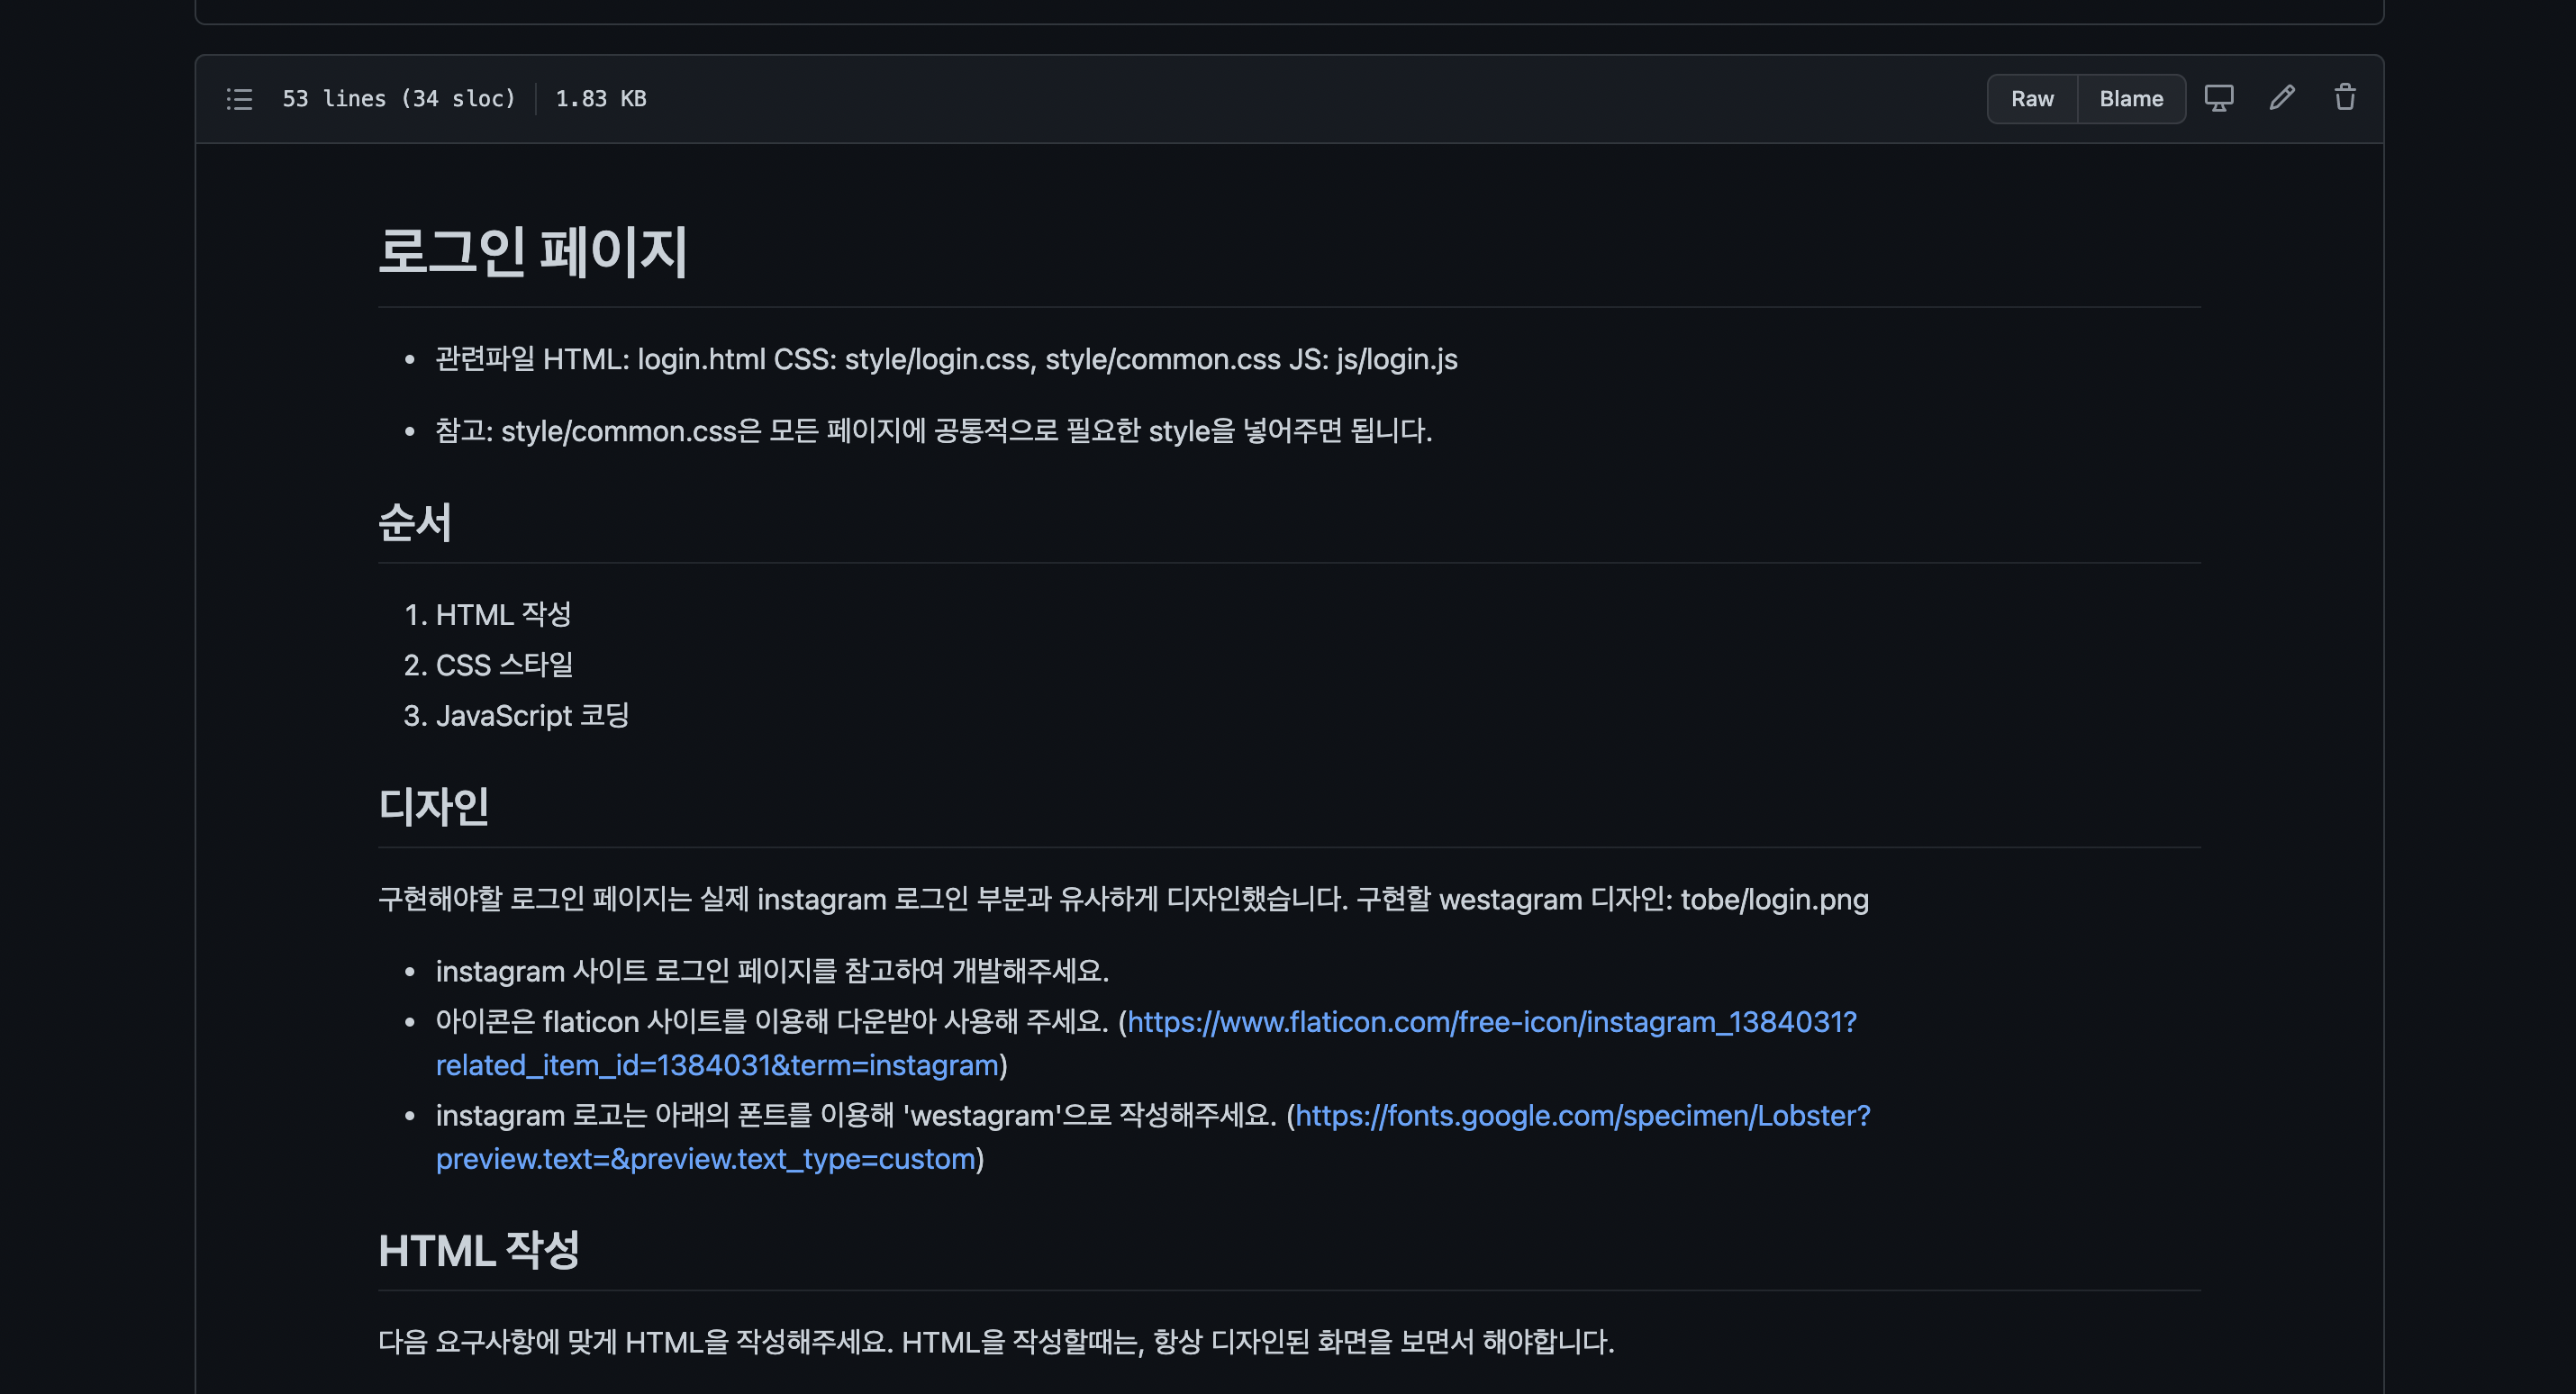 53 lines (34 sloc) 1.83 KB
Raw Blame
로그인 페이지
• 관련파일 HTML: login.html CSS: style/login.css, style/common.css JS: js/login.js
• 참고: style/common.css은 모든 페이지에 공통적으로 필요한 style을 넣어주면 됩니다.
순서
1. HTML 작성
2. CSS 스타일
3. JavaScript 코딩
디자인
구현해야할 로그인 페이지는 실제 instagram 로그인 부분과 유사하게 디자인했습니다. 구현할 westagram 디자인: tobe/login.png
• instagram 사이트 로그인 페이지를 참고하여 개발해주세요.
• 아이콘은 flaticon 사이트를 이용해 다운받아 사용해 주세요. (https://www.flaticon.com/free-icon/instagram_1384031?
related_item_id=1384031&term=instagram)
• instagram 로고는 아래의 폰트를 이용해 'westagram'으로 작성해주세요. (https://fonts.google.com/specimen/Lobster?
preview.text=&preview.text_type=custom)
HTML 작성
다음 요구사항에 맞게 HTML을 작성해주세요. HTML을 작성할때는, 항상 디자인된 화면을 보면서 해야합니다.